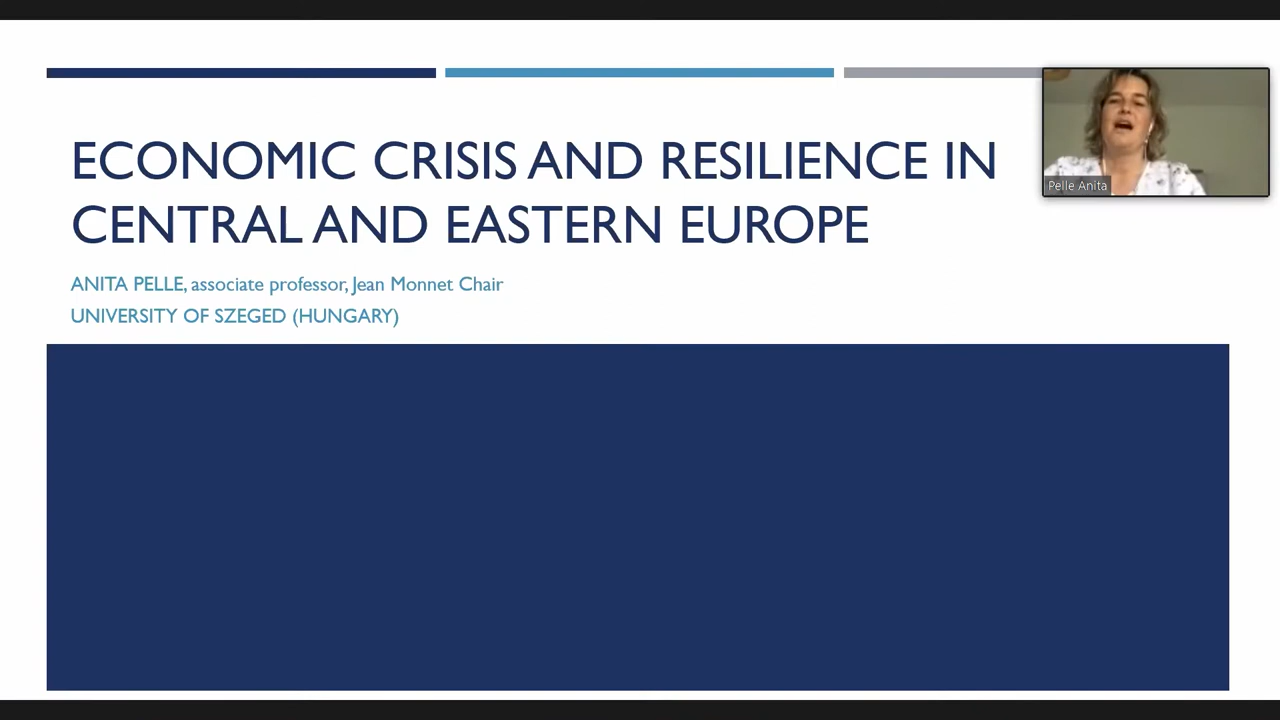 ECONOMIC CRISIS AND RESILIENCE IN
CENTRAL AND EASTERN EUROPE
ANITA PELLE, associate professor, Jean Monnet Chair
UNIVERSITY OF SZEGED (HUNGARY)
Pelle Anita